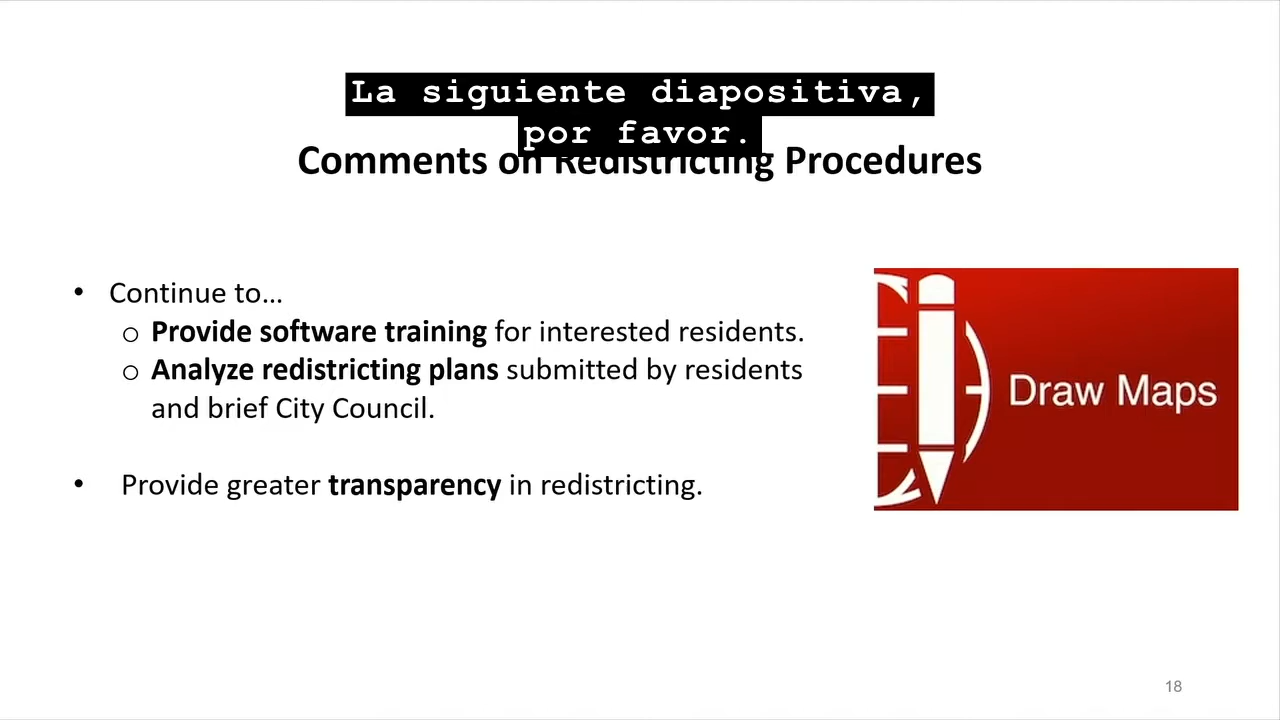 La siguiente diapositiva,
por favor.
Comments on Redistricting Procedures
• Continue to...
o Provide software training for interested residents.
o Analyze redistricting plans submitted by residents
and brief City Council.
• Provide greater transparency in redistricting.
Draw Maps
18